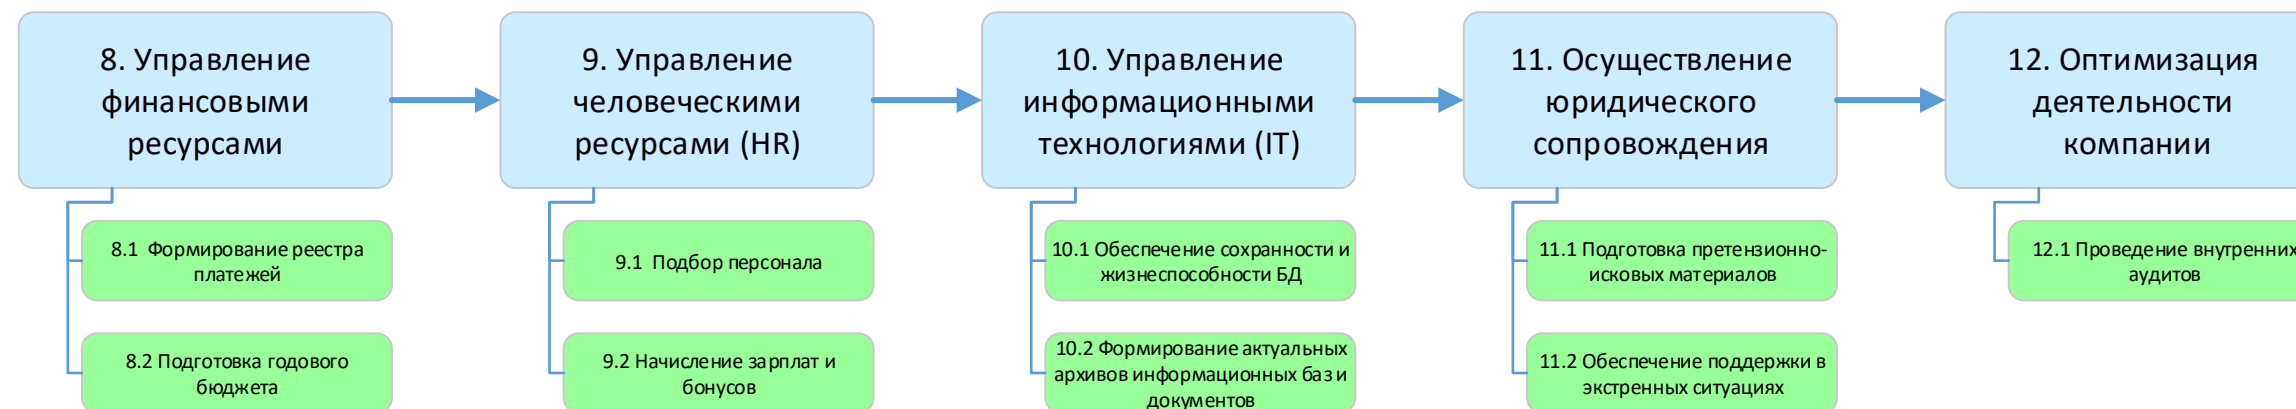 8. Управление
финансовыми
ресурсами
9. Управление
человеческими
ресурсами (HR)
10. Управление
информационными
технологиями (IT)
11. Осуществление
юридического
сопровождения
12. Оптимизация
деятельности
компании
8.1 Формирование реестра
платежей
9.1 Подбор персонала
10.1 Обеспечение сохранности и
жизнеспособности БД
11.1 Подготовка претензионно-
исковых материалов
12.1 Проведение внутренних
аудитов
8.2 Подготовка годового
бюджета
9.2 Начисление зарплат и
бонусов
10.2 Формирование актуальных
архивов информационных баз и
документов
11.2 Обеспечение поддержки в
экстренных ситуациях